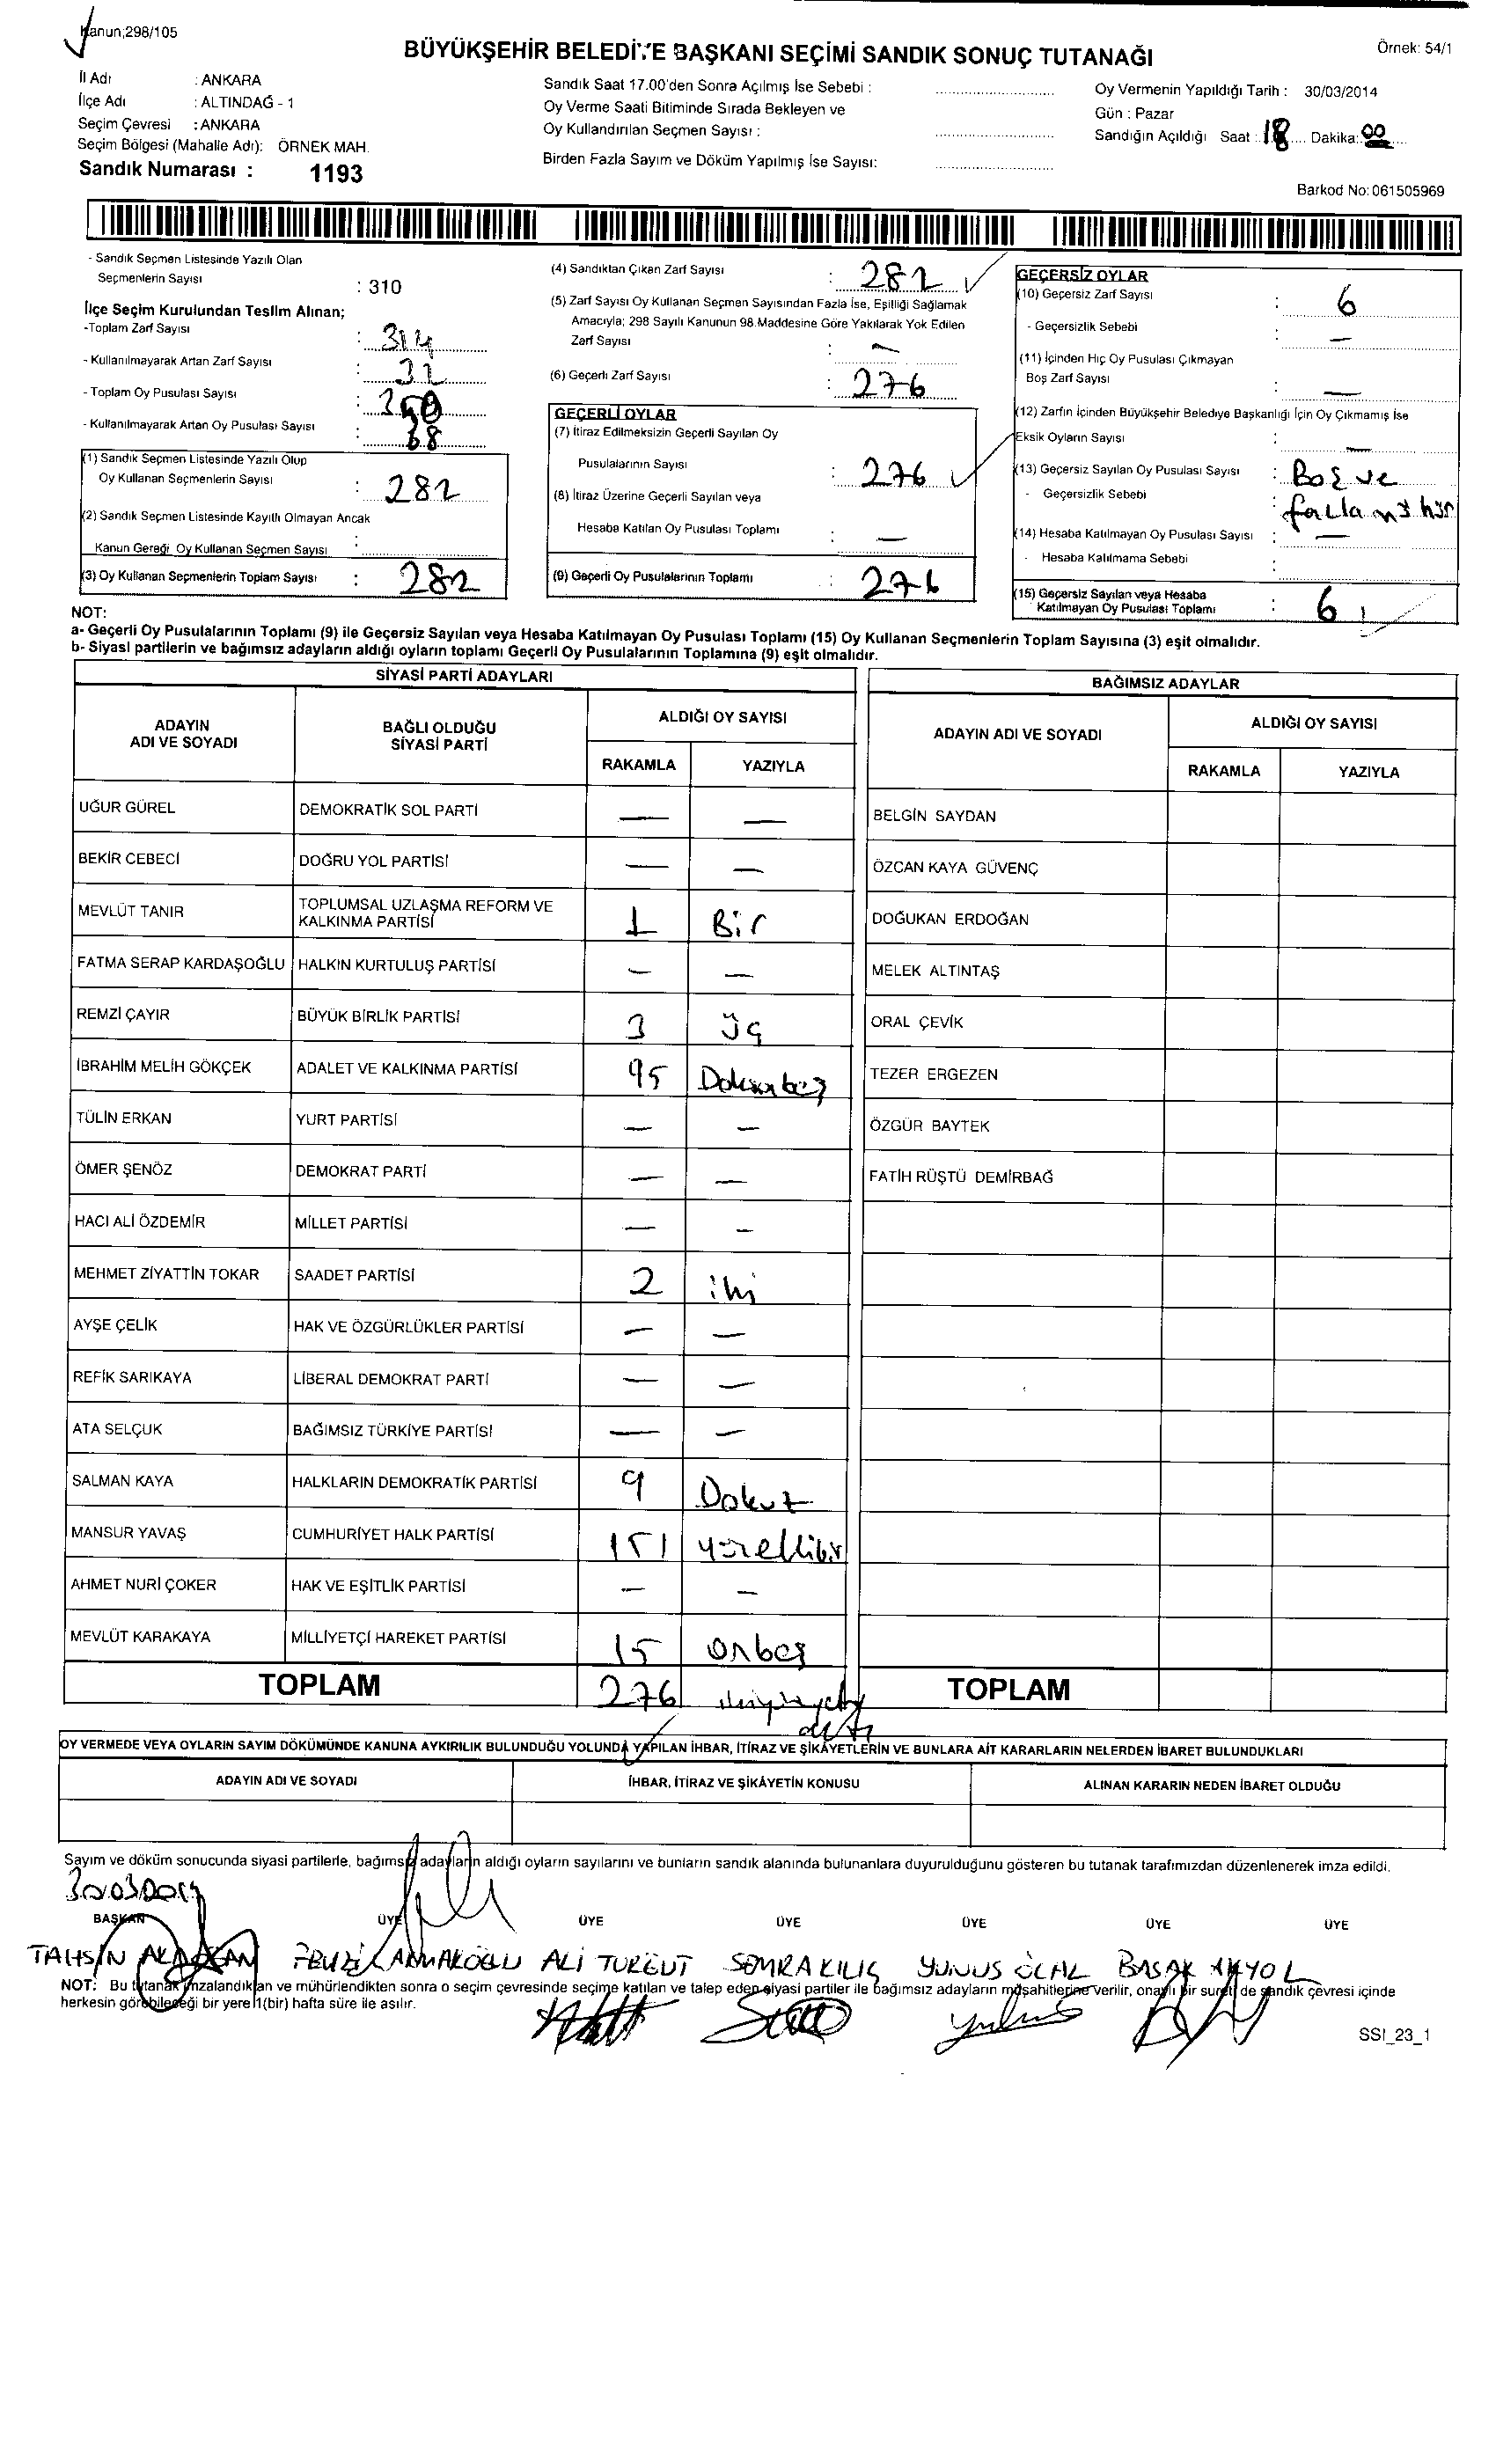 Kanun;298/105
Örnek: 54/1
BÜYÜKŞEHİR BELEDİYE BAŞKANI SEÇİMİ SANDIK SONUÇ TUTANAĞI
İl Adı : ANKARA
İlçe Adı : ALTINDAĞ - 1
Seçim Çevresi : ANKARA
Seçim Bölgesi (Mahalle Adı): ÖRNEK MAH.
Sandık Numarası : 1193
Sandık Saat 17.00'den Sonra Açılmış İse Sebebi :
Oy Verme Saati Bitiminde Sırada Bekleyen ve
Oy Kullandırılan Seçmen Sayısı :
Birden Fazla Sayım ve Döküm Yapılmış İse Sayısı:
Oy Vermenin Yapıldığı Tarih : 30/03/2014
Gün : Pazar
Sandığın Açıldığı Saat : 18 Dakika: 00
Barkod No: 061505969
- Sandık Seçmen Listesinde Yazılı Olan
Seçmenlerin Sayısı : 310
İlçe Seçim Kurulundan Teslim Alınan;
-Toplam Zarf Sayısı : 314
- Kullanılmayarak Artan Zarf Sayısı : 32
- Toplam Oy Pusulası Sayısı :
- Kullanılmayarak Artan Oy Pusulası Sayısı :
(1) Sandık Seçmen Listesinde Yazılı Olup
Oy Kullanan Seçmenlerin Sayısı : 282
(2) Sandık Seçmen Listesinde Kayıtlı Olmayan Ancak
Kanun Gereği Oy Kullanan Seçmen Sayısı :
(3) Oy Kullanan Seçmenlerin Toplam Sayısı : 282
(4) Sandıktan Çıkan Zarf Sayısı : 282
(5) Zarf Sayısı Oy Kullanan Seçmen Sayısından Fazla İse, Eşitliği Sağlamak
Amacıyla; 298 Sayılı Kanunun 98.Maddesine Göre Yakılarak Yok Edilen
Zarf Sayısı : —
(6) Geçerli Zarf Sayısı : 276
GEÇERLİ OYLAR
(7) İtiraz Edilmeksizin Geçerli Sayılan Oy
Pusulalarının Sayısı : 276
(8) İtiraz Üzerine Geçerli Sayılan veya
Hesaba Katılan Oy Pusulası Toplamı : —
(9) Geçerli Oy Pusulalarının Toplamı : 276
GEÇERSİZ OYLAR
(10) Geçersiz Zarf Sayısı : 6
- Geçersizlik Sebebi : —
(11) İçinden Hiç Oy Pusulası Çıkmayan
Boş Zarf Sayısı : —
(12) Zarfın İçinden Büyükşehir Belediye Başkanlığı İçin Oy Çıkmamış İse
Eksik Oyların Sayısı : —
(13) Geçersiz Sayılan Oy Pusulası Sayısı : Boş ve
- Geçersizlik Sebebi : fazla mühür
(14) Hesaba Katılmayan Oy Pusulası Sayısı : —
- Hesaba Katılmama Sebebi :
(15) Geçersiz Sayılan veya Hesaba
Katılmayan Oy Pusulası Toplamı : 6
NOT:
a- Geçerli Oy Pusulalarının Toplamı (9) ile Geçersiz Sayılan veya Hesaba Katılmayan Oy Pusulası Toplamı (15) Oy Kullanan Seçmenlerin Toplam Sayısına (3) eşit olmalıdır.
b- Siyasi partilerin ve bağımsız adayların aldığı oyların toplamı Geçerli Oy Pusulalarının Toplamına (9) eşit olmalıdır.
SİYASİ PARTİ ADAYLARI
ADAYIN ADI VE SOYADI BAĞLI OLDUĞU SİYASİ PARTİ ALDIĞI OY SAYISI
RAKAMLA YAZIYLA
UĞUR GÜREL DEMOKRATİK SOL PARTİ — —
BEKİR CEBECİ DOĞRU YOL PARTİSİ — —
MEVLÜT TANIR TOPLUMSAL UZLAŞMA REFORM VE KALKINMA PARTİSİ 1 Bir
FATMA SERAP KARDAŞOĞLU HALKIN KURTULUŞ PARTİSİ — —
REMZİ ÇAYIR BÜYÜK BİRLİK PARTİSİ 3 üç
İBRAHİM MELİH GÖKÇEK ADALET VE KALKINMA PARTİSİ 95 Doksanbeş
TÜLİN ERKAN YURT PARTİSİ — —
ÖMER ŞENÖZ DEMOKRAT PARTİ — —
HACI ALİ ÖZDEMİR MİLLET PARTİSİ — —
MEHMET ZİYATTİN TOKAR SAADET PARTİSİ 2 iki
AYŞE ÇELİK HAK VE ÖZGÜRLÜKLER PARTİSİ — —
REFİK SARIKAYA LİBERAL DEMOKRAT PARTİ — —
ATA SELÇUK BAĞIMSIZ TÜRKİYE PARTİSİ — —
SALMAN KAYA HALKLARIN DEMOKRATİK PARTİSİ 9 Dokuz
MANSUR YAVAŞ CUMHURİYET HALK PARTİSİ 151 yüzellibir
AHMET NURİ ÇOKER HAK VE EŞİTLİK PARTİSİ — —
MEVLÜT KARAKAYA MİLLİYETÇİ HAREKET PARTİSİ 15 onbeş
TOPLAM 276 ikiyüzyetmiş altı
BAĞIMSIZ ADAYLAR
ADAYIN ADI VE SOYADI ALDIĞI OY SAYISI
RAKAMLA YAZIYLA
BELGİN SAYDAN
ÖZCAN KAYA GÜVENÇ
DOĞUKAN ERDOĞAN
MELEK ALTINTAŞ
ORAL ÇEVİK
TEZER ERGEZEN
ÖZGÜR BAYTEK
FATİH RÜŞTÜ DEMİRBAĞ
TOPLAM
OY VERMEDE VEYA OYLARIN SAYIM DÖKÜMÜNDE KANUNA AYKIRILIK BULUNDUĞU YOLUNDA YAPILAN İHBAR, İTİRAZ VE ŞİKÂYETLERİN VE BUNLARA AİT KARARLARIN NELERDEN İBARET BULUNDUKLARI
ADAYIN ADI VE SOYADI İHBAR, İTİRAZ VE ŞİKÂYETİN KONUSU ALINAN KARARIN NEDEN İBARET OLDUĞU
Sayım ve döküm sonucunda siyasi partilerle, bağımsız adayların aldığı oyların sayılarını ve bunların sandık alanında bulunanlara duyurulduğunu gösteren bu tutanak tarafımızdan düzenlenerek imza edildi.
30.03.2014
BAŞKAN ÜYE ÜYE ÜYE ÜYE ÜYE ÜYE
TAHSİN ALİ TURGUT SEMRA KILIÇ YUNUS BAŞAK AKYOL
NOT: Bu tutanak imzalandıktan ve mühürlendikten sonra o seçim çevresinde seçime katılan ve talep eden siyasi partiler ile bağımsız adayların müşahitlerine verilir, onaylı bir sureti de sandık çevresi içinde
herkesin görebileceği bir yere 1(bir) hafta süre ile asılır.
SSI_23_1